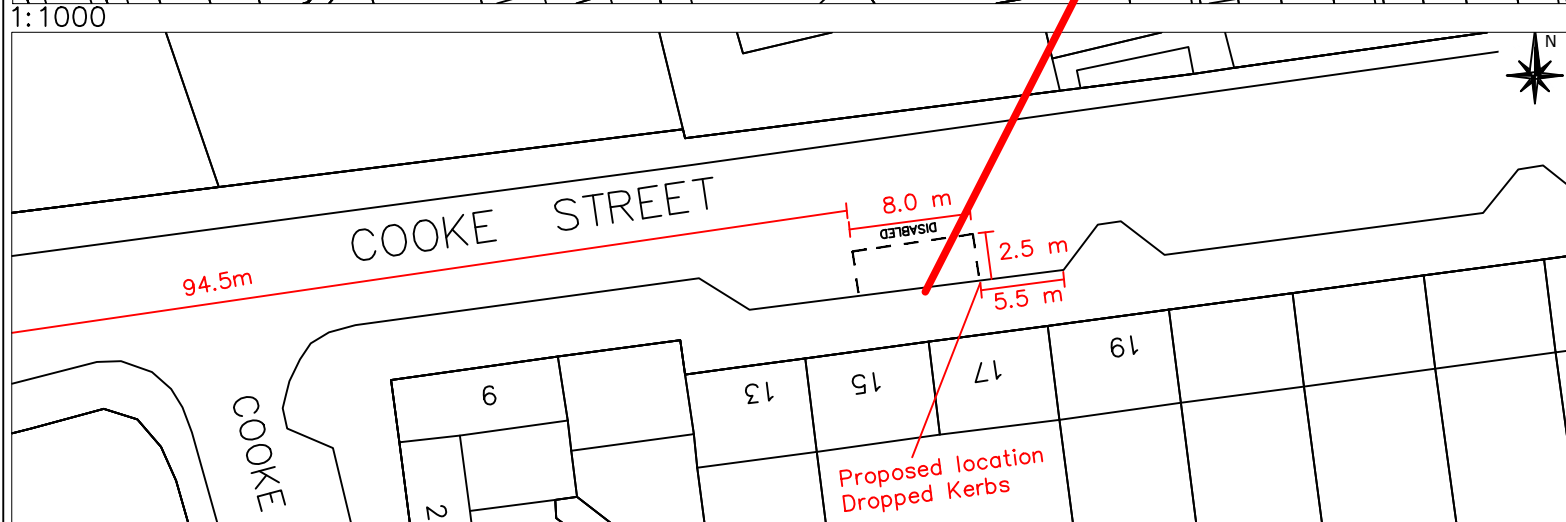 1:1000
N
COOKE STREET
8.0 m
DISABLED
94.5m
2.5 m
5.5 m
9
13
15
17
19
COOKE
2
Proposed location
Dropped Kerbs